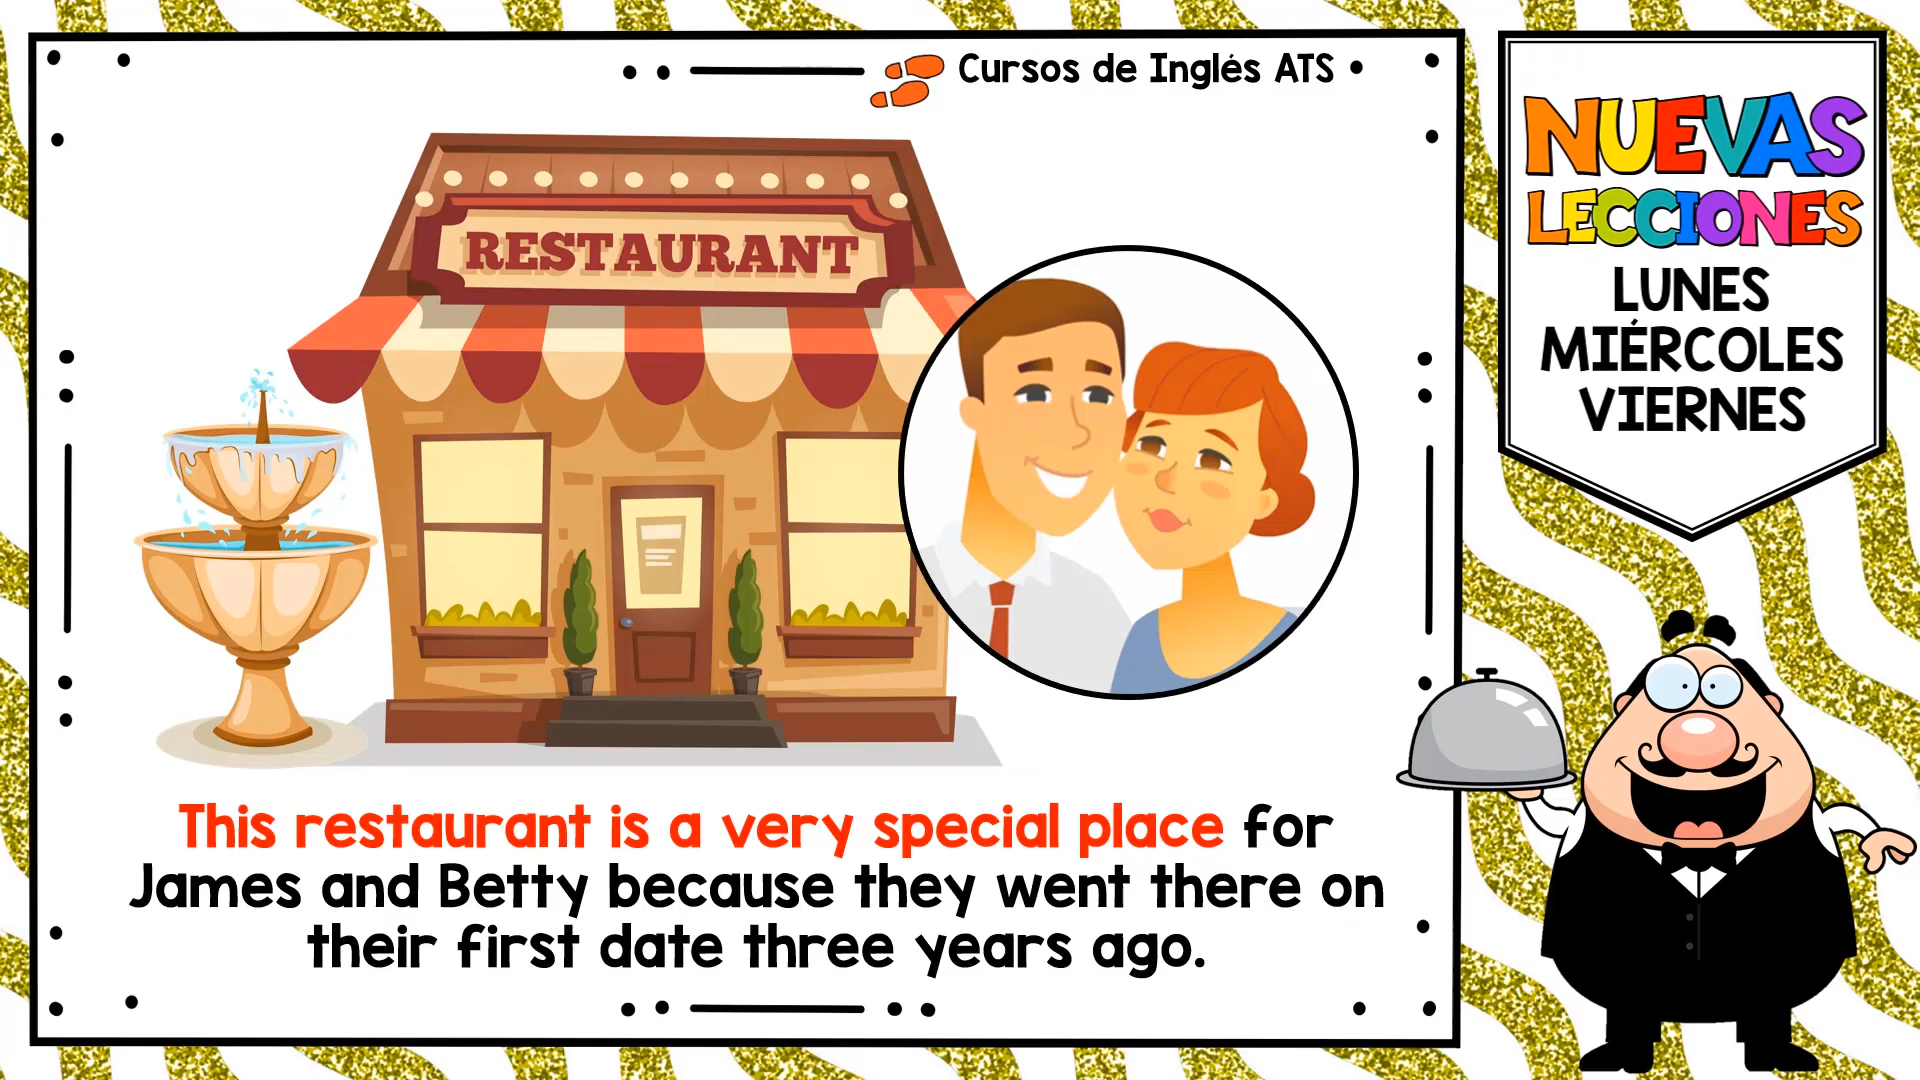 Cursos de Inglés ATS
RESTAURANT
This restaurant is a very special place for
James and Betty because they went there on
their first date three years ago.
NUEVAS
LECCIONES
LUNES
MIÉRCOLES
VIERNES